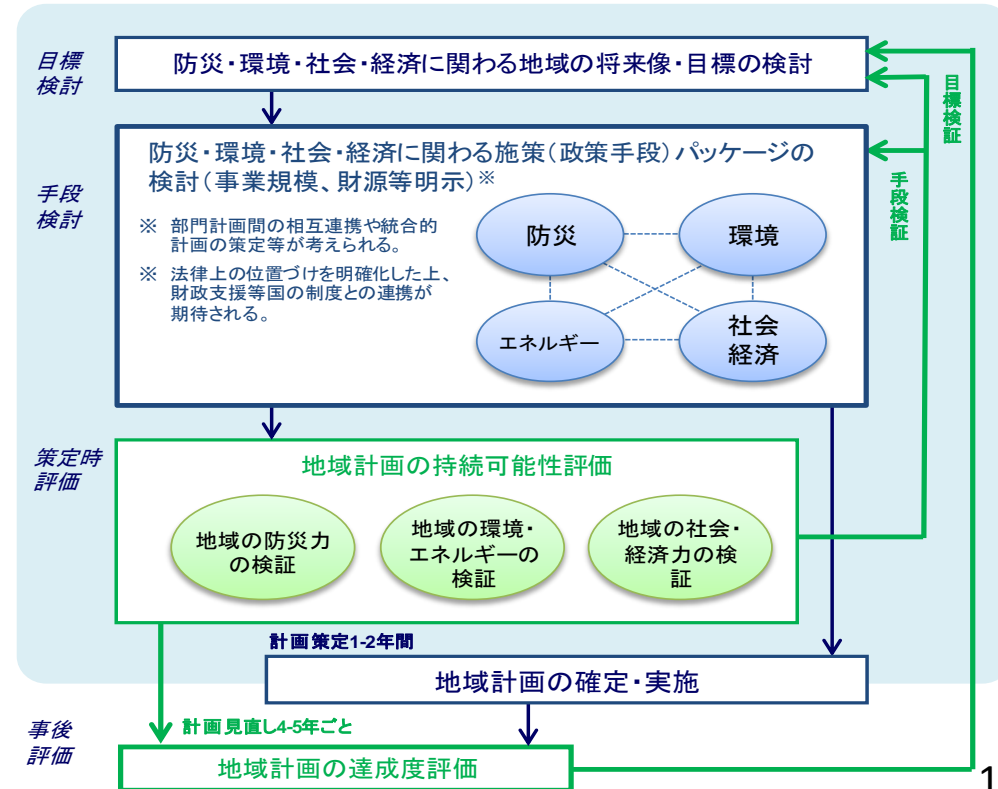 目標
検討
防災・環境・社会・経済に関わる地域の将来像・目標の検討
目標検証
手段
検討
防災・環境・社会・経済に関わる施策(政策手段)パッケージの
検討(事業規模、財源等明示)※
手段検証
※ 部門計画間の相互連携や統合的
計画の策定等が考えられる。
※ 法律上の位置づけを明確化した上、
財政支援等国の制度との連携が
期待される。
防災
環境
エネルギー
社会
経済
策定時
評価
地域計画の持続可能性評価
地域の防災力
の検証
地域の環境・
エネルギーの
検証
地域の社会・
経済力の検
証
計画策定1-2年間
地域計画の確定・実施
事後
評価
計画見直し4-5年ごと
地域計画の達成度評価
1